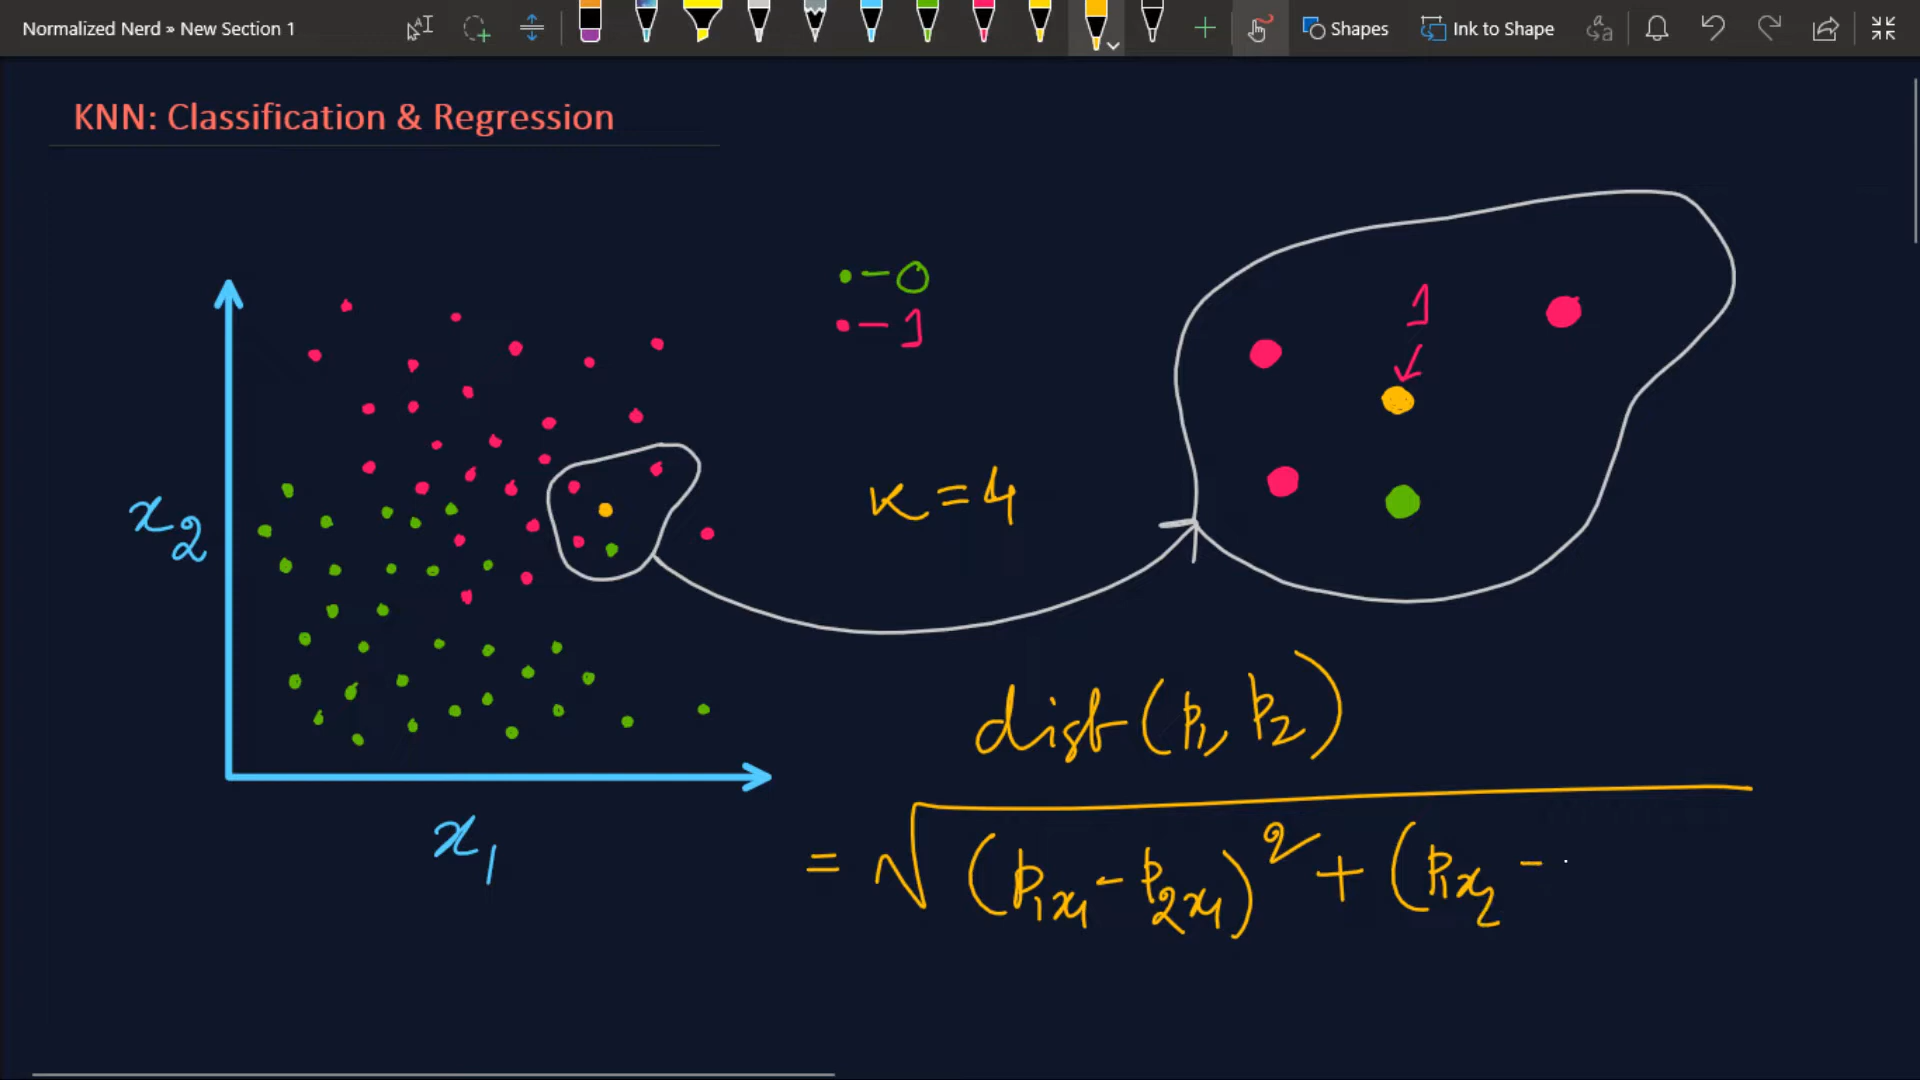 Normalized Nerd » New Section 1
Shapes
Ink to Shape
KNN: Classification & Regression
• – 0
• – 1
1
x₂
K = 4
dist (p₁, p₂)
x₁
= √(p₁x₁ – p₂x₁)² + (p₁x₂ –